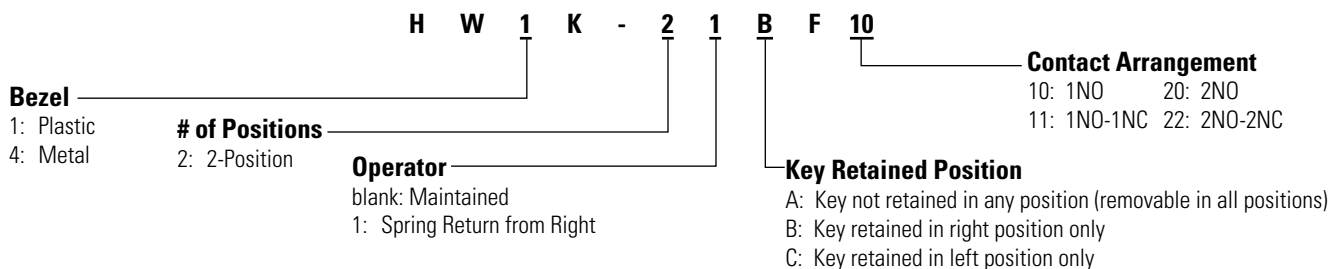 H W 1 K - 2 1 B F 10
Bezel
1: Plastic
4: Metal
# of Positions
2: 2-Position
Operator
blank: Maintained
1: Spring Return from Right
Contact Arrangement
10: 1NO 20: 2NO
11: 1NO-1NC 22: 2NO-2NC
Key Retained Position
A: Key not retained in any position (removable in all positions)
B: Key retained in right position only
C: Key retained in left position only